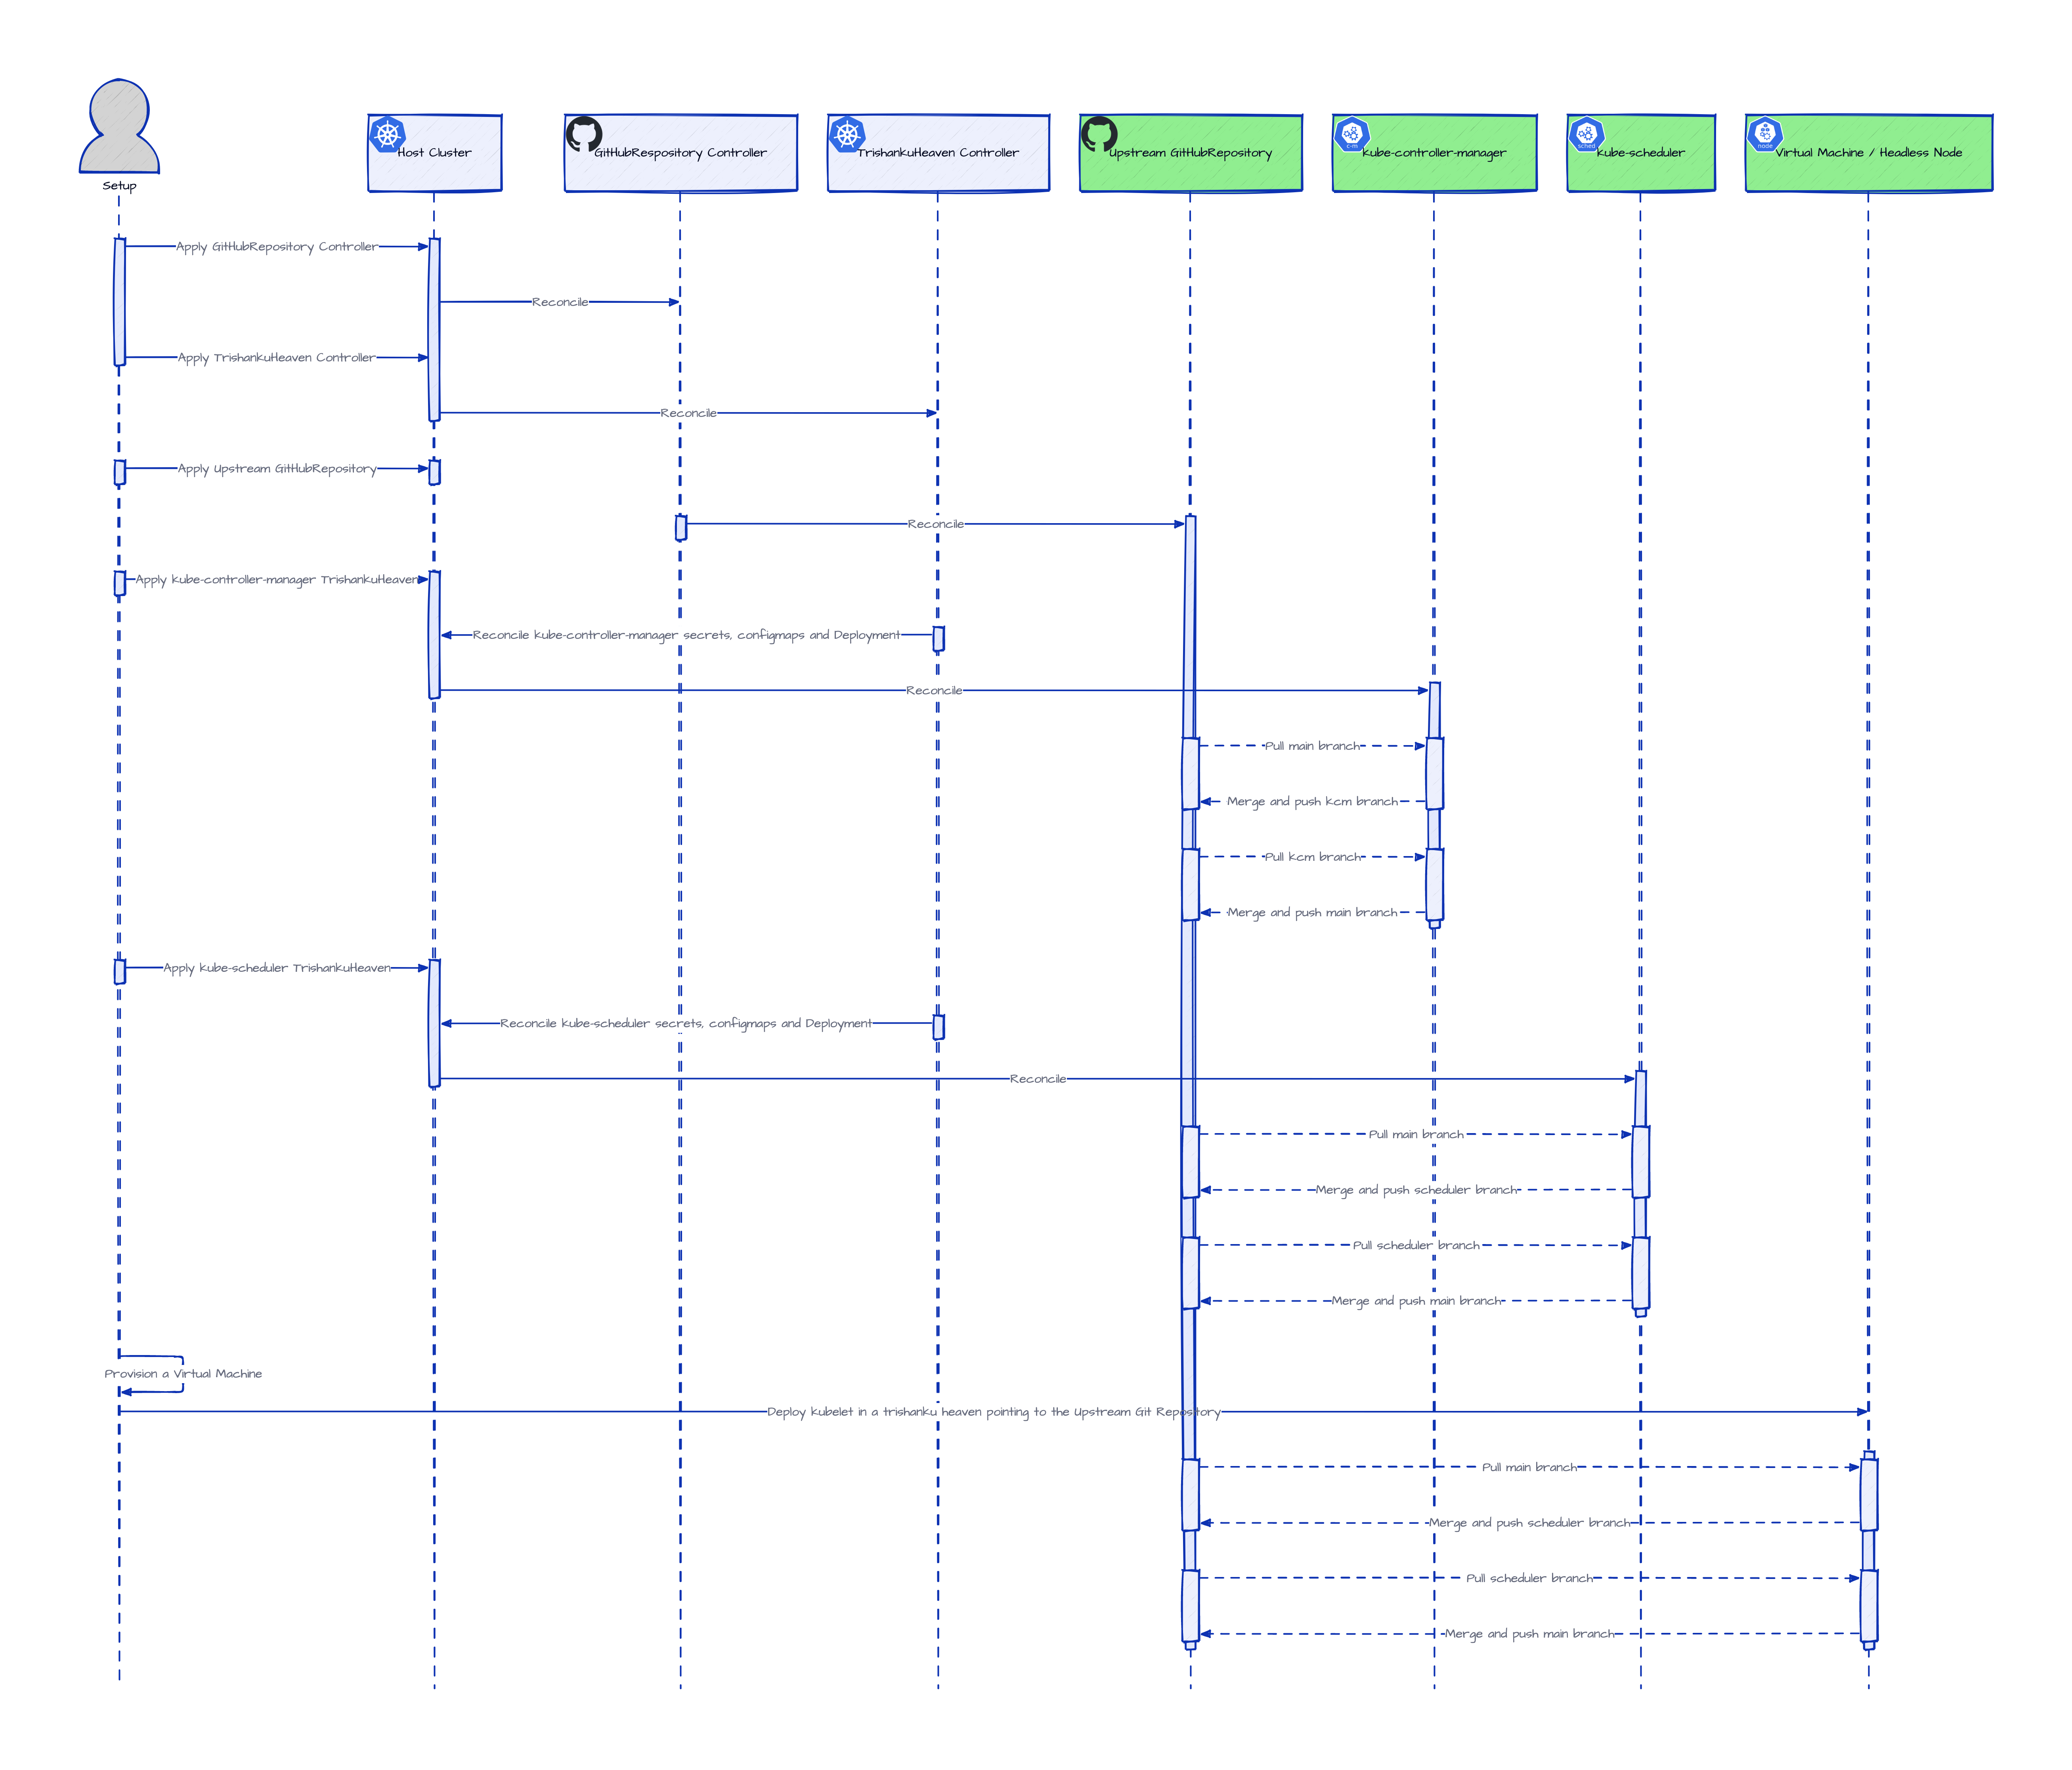 Setup
Host Cluster
GitHubRespository Controller
TrishankuHeaven Controller
Upstream GitHubRepository
c-m
kube-controller-manager
sched
kube-scheduler
node
Virtual Machine / Headless Node
Apply GitHubRepository Controller
Reconcile
Apply TrishankuHeaven Controller
Reconcile
Apply Upstream GitHubRepository
Reconcile
Apply kube-controller-manager TrishankuHeaven
Reconcile kube-controller-manager secrets, configmaps and Deployment
Reconcile
Pull main branch
Merge and push kcm branch
Pull kcm branch
Merge and push main branch
Apply kube-scheduler TrishankuHeaven
Reconcile kube-scheduler secrets, configmaps and Deployment
Reconcile
Pull main branch
Merge and push scheduler branch
Pull scheduler branch
Merge and push main branch
Provision a Virtual Machine
Deploy kubelet in a trishanku heaven pointing to the Upstream Git Repository
Pull main branch
Merge and push scheduler branch
Pull scheduler branch
Merge and push main branch